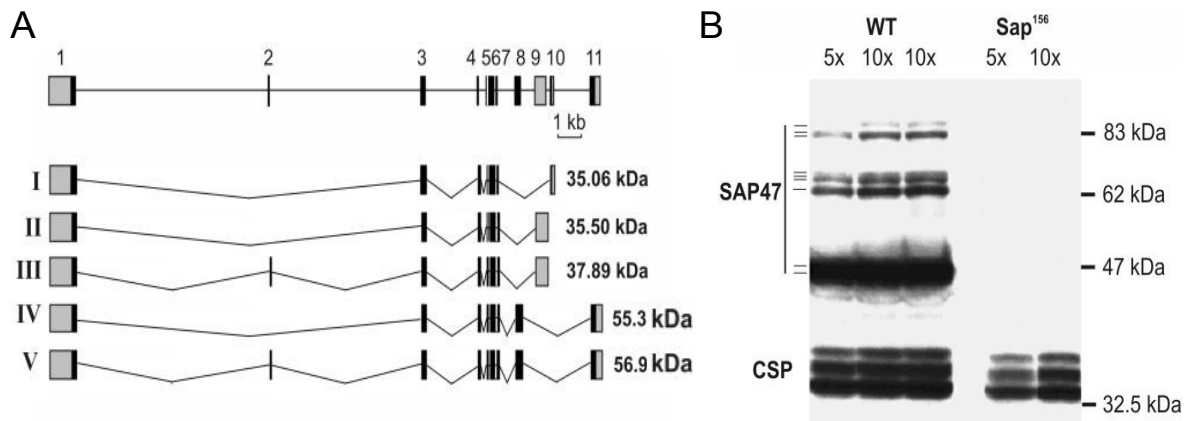 A
1 2 3 4 5 6 7 8 9 10 11
1 kb
I 35.06 kDa
II 35.50 kDa
III 37.89 kDa
IV 55.3 kDa
V 56.9 kDa
B
WT Sap156
5x 10x 10x 5x 10x
83 kDa
SAP47
62 kDa
47 kDa
CSP
32.5 kDa